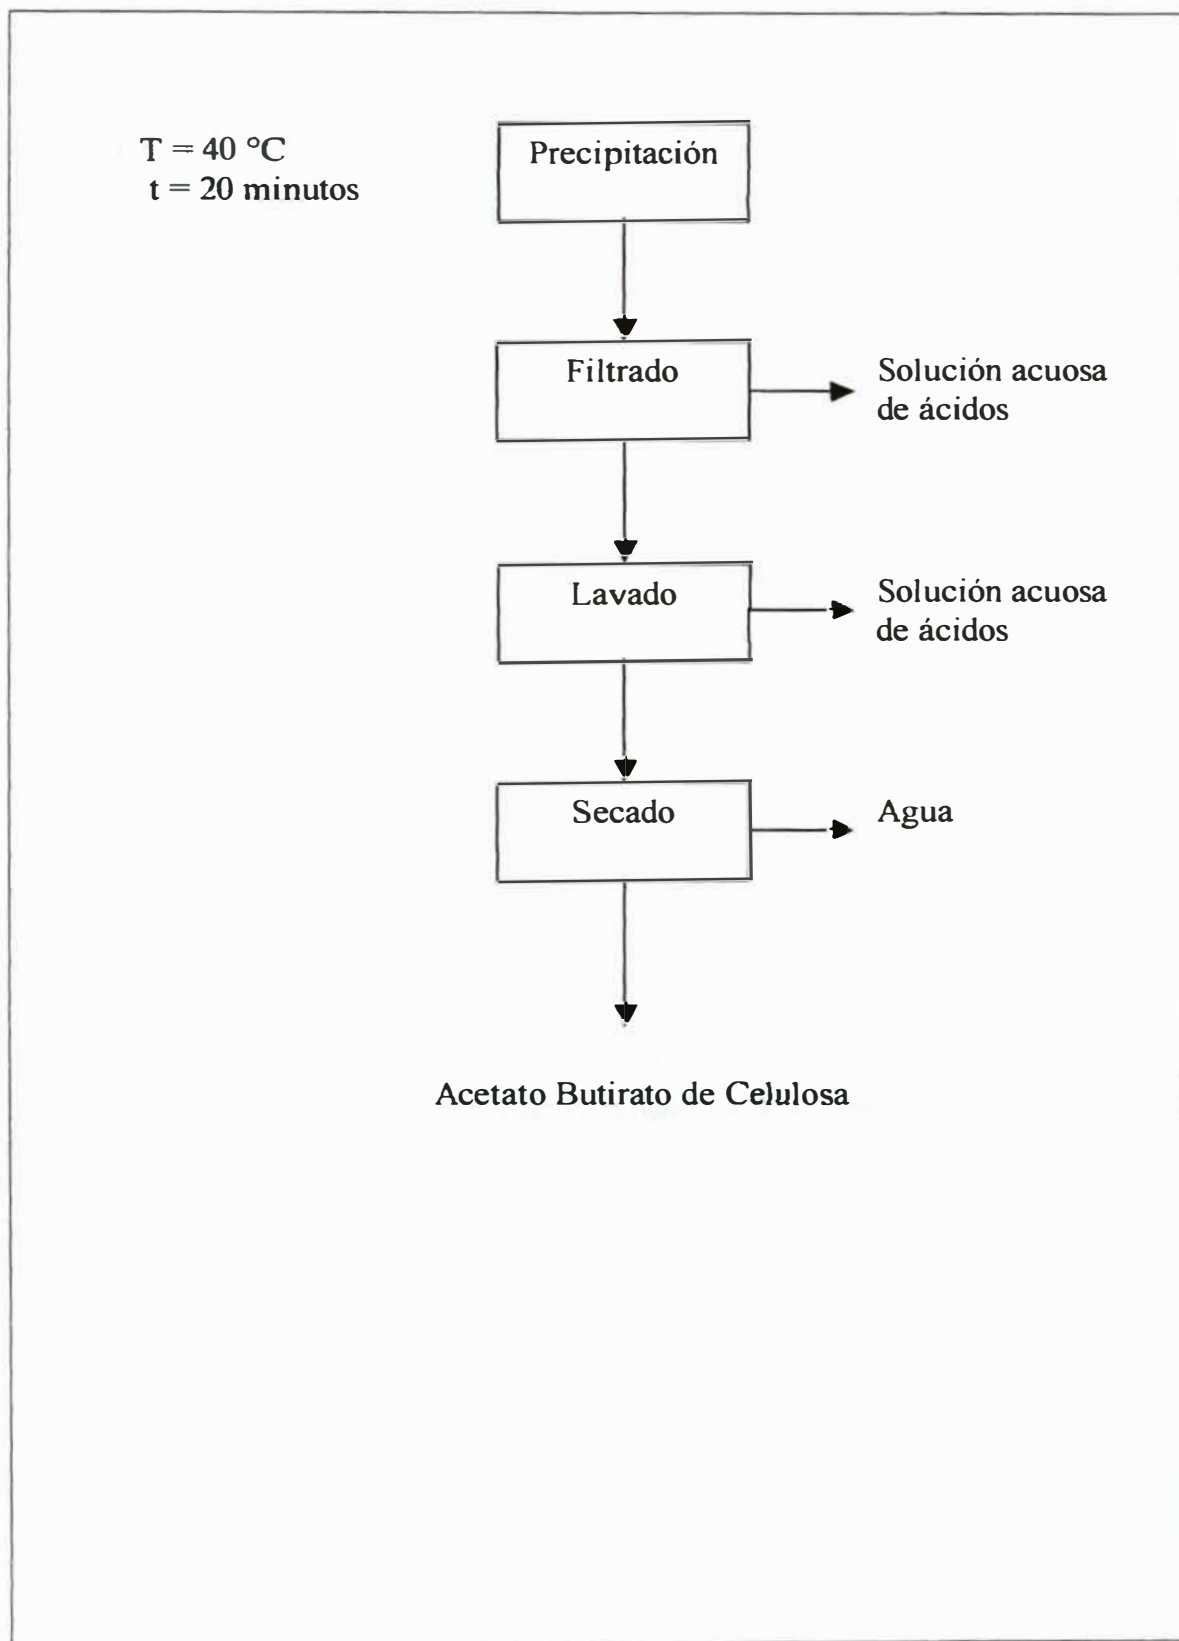 T = 40 °C
t = 20 minutos
Precipitación
Filtrado
Solución acuosa
de ácidos
Lavado
Solución acuosa
de ácidos
Secado
Agua
Acetato Butirato de Celulosa